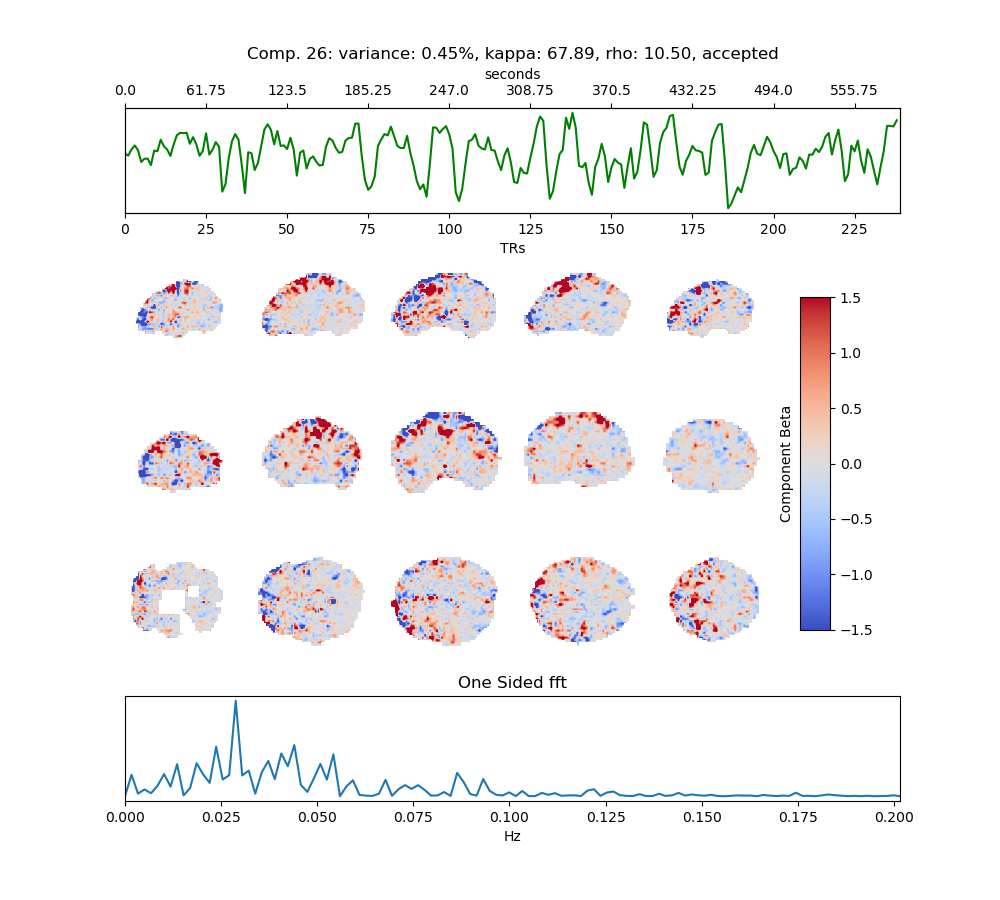 Comp. 26: variance: 0.45%, kappa: 67.89, rho: 10.50, accepted
seconds
0.0 61.75 123.5 185.25 247.0 308.75 370.5 432.25 494.0 555.75
0 25 50 75 100 125 150 175 200 225
TRs
1.5
1.0
0.5
0.0
−0.5
−1.0
−1.5
Component Beta
One Sided fft
0.000 0.025 0.050 0.075 0.100 0.125 0.150 0.175 0.200
Hz